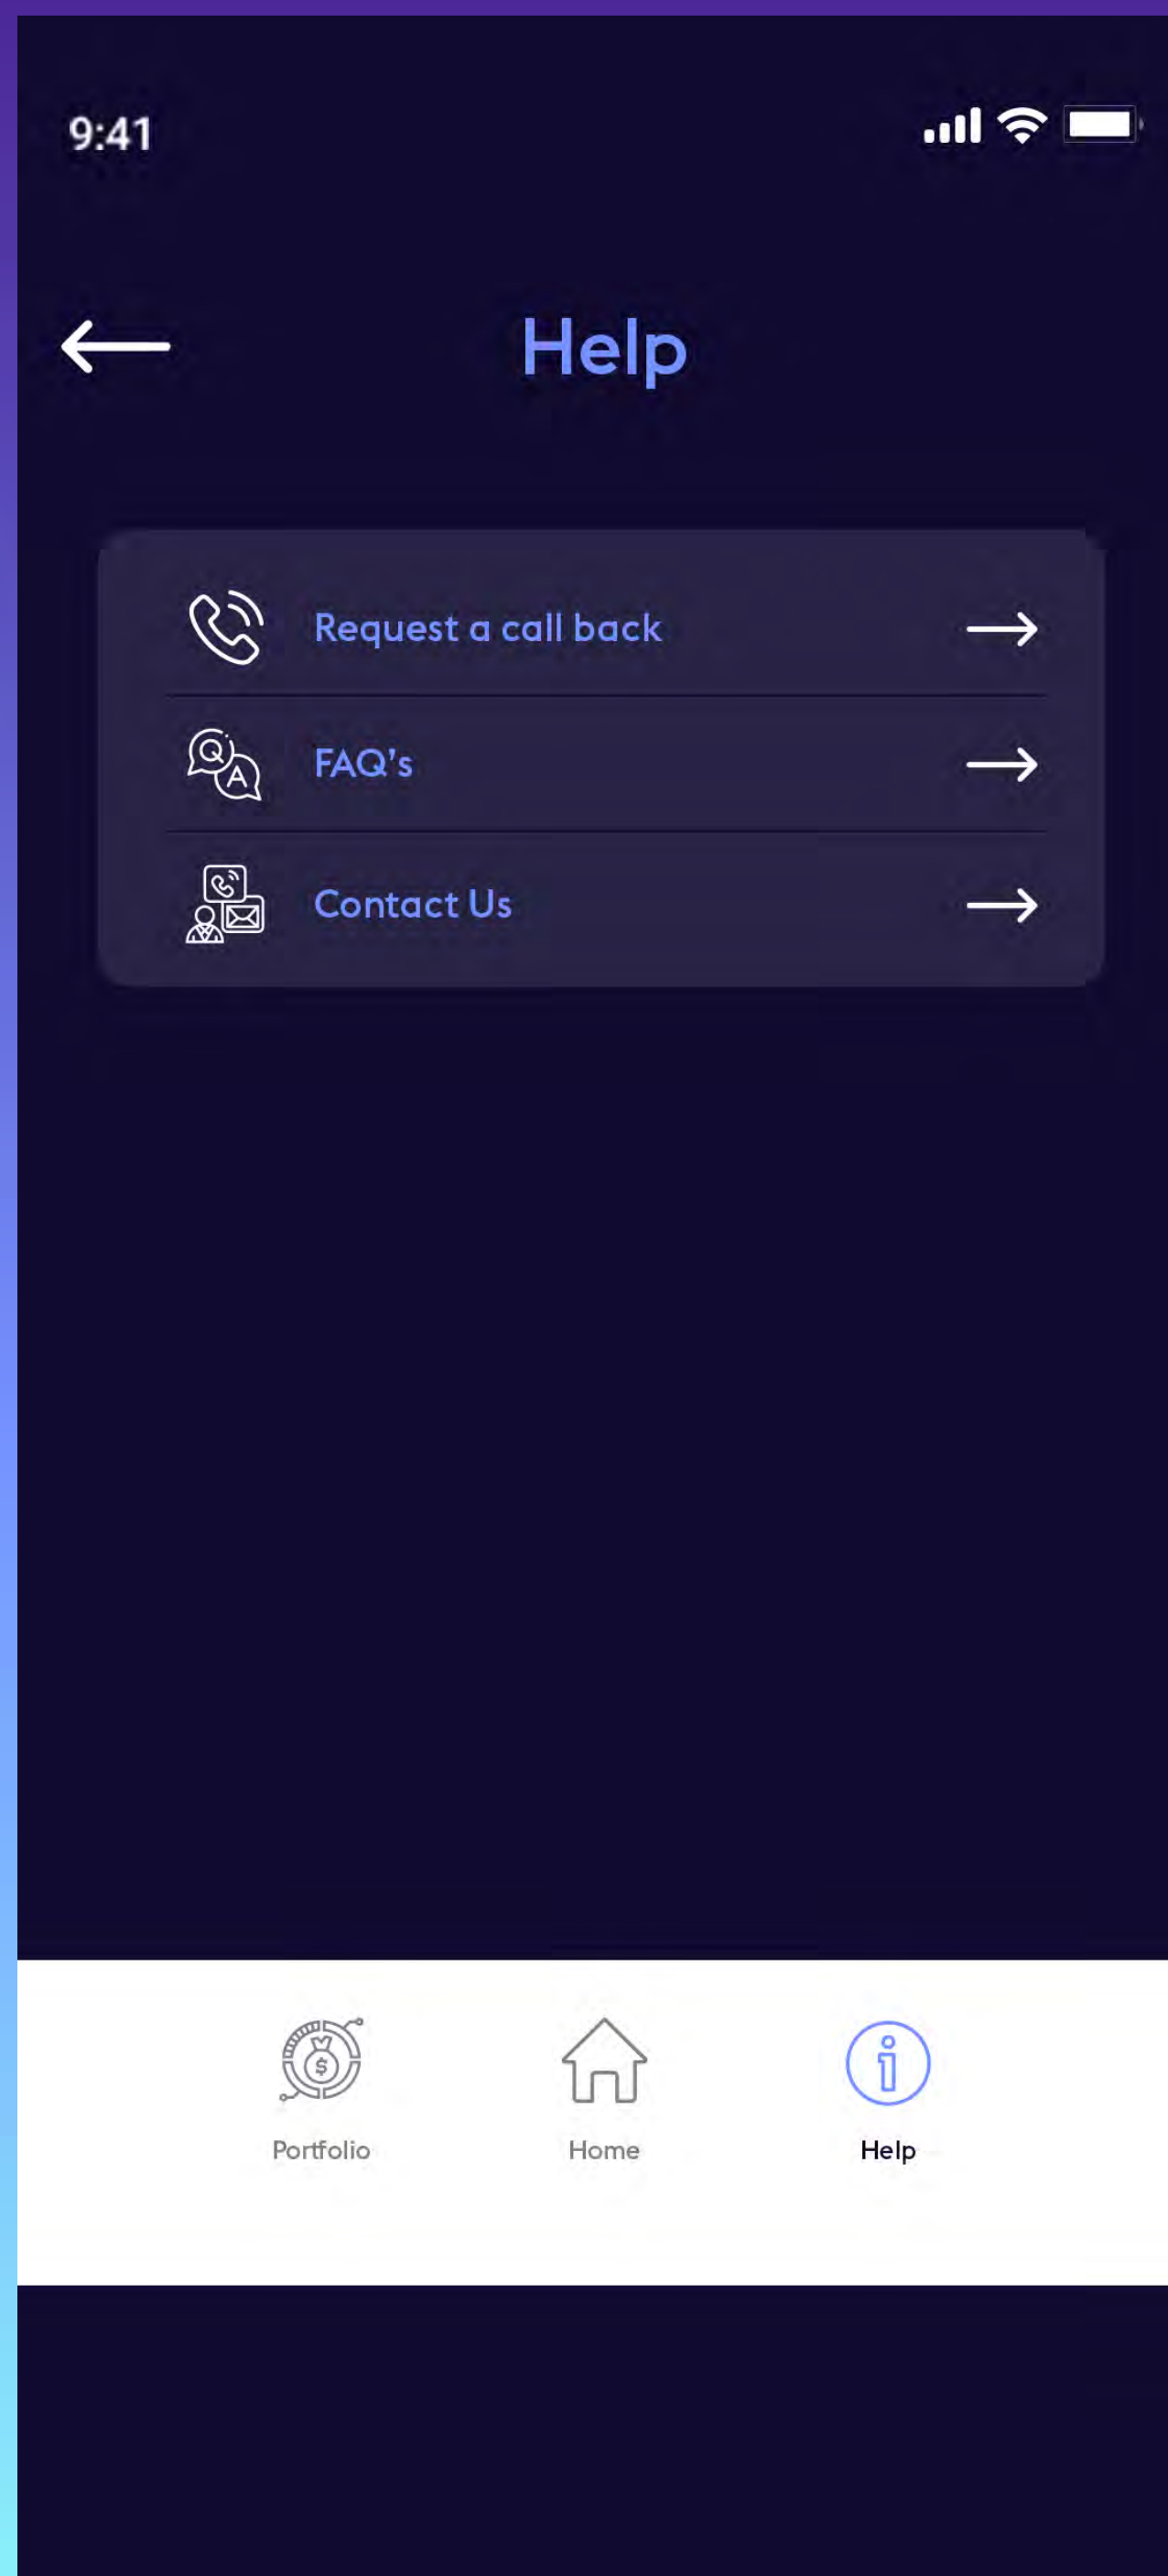 9:41
Help
Request a call back
Q
A
FAQ's
Contact Us
$
Portfolio
Home
Help